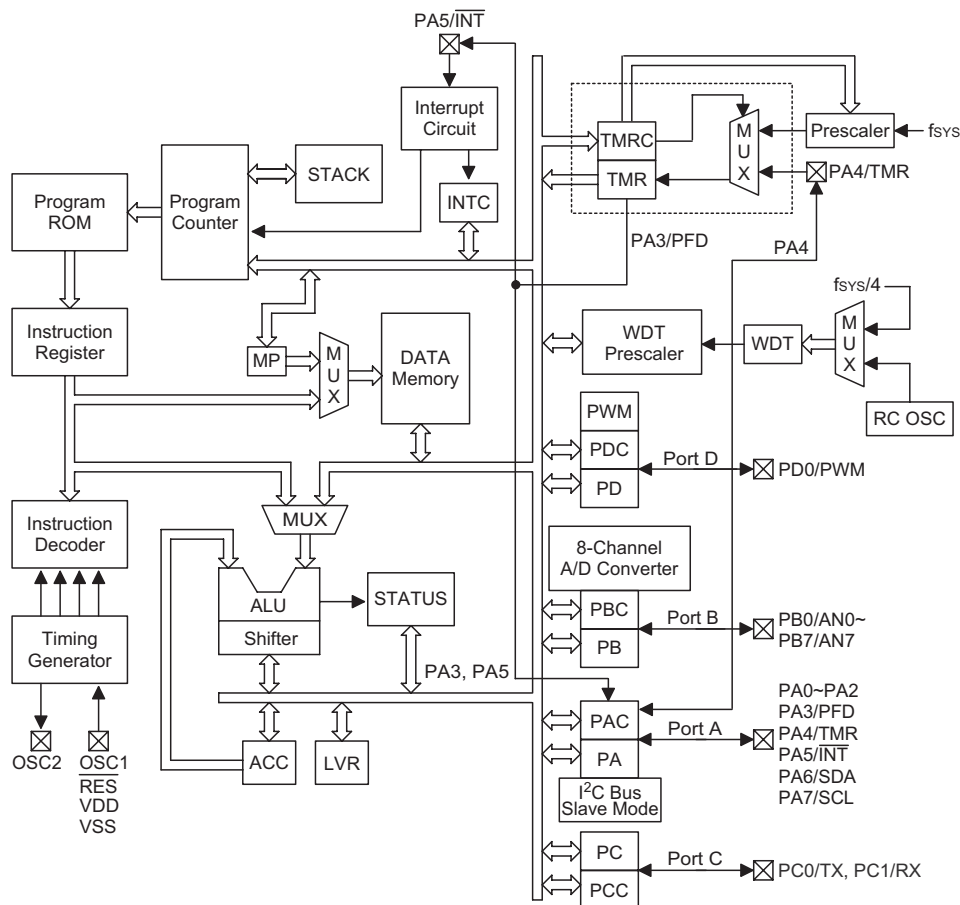 PA5/INT
Interrupt
Circuit
STACK
INTC
Program
ROM
Program
Counter
TMRC
TMR
M
U
X
Prescaler
fSYS
PA4/TMR
PA3/PFD
PA4
Instruction
Register
MP
M
U
X
DATA
Memory
WDT
Prescaler
WDT
fSYS/4
M
U
X
RC OSC
PWM
PDC
PD
Port D
PD0/PWM
Instruction
Decoder
MUX
ALU
Shifter
STATUS
8-Channel
A/D Converter
PBC
PB
Port B
PB0/AN0~
PB7/AN7
Timing
Generator
OSC2
OSC1
RES
VDD
VSS
ACC
LVR
PA3, PA5
PAC
PA
Port A
I²C Bus
Slave Mode
PA0~PA2
PA3/PFD
PA4/TMR
PA5/INT
PA6/SDA
PA7/SCL
PC
PCC
Port C
PC0/TX, PC1/RX